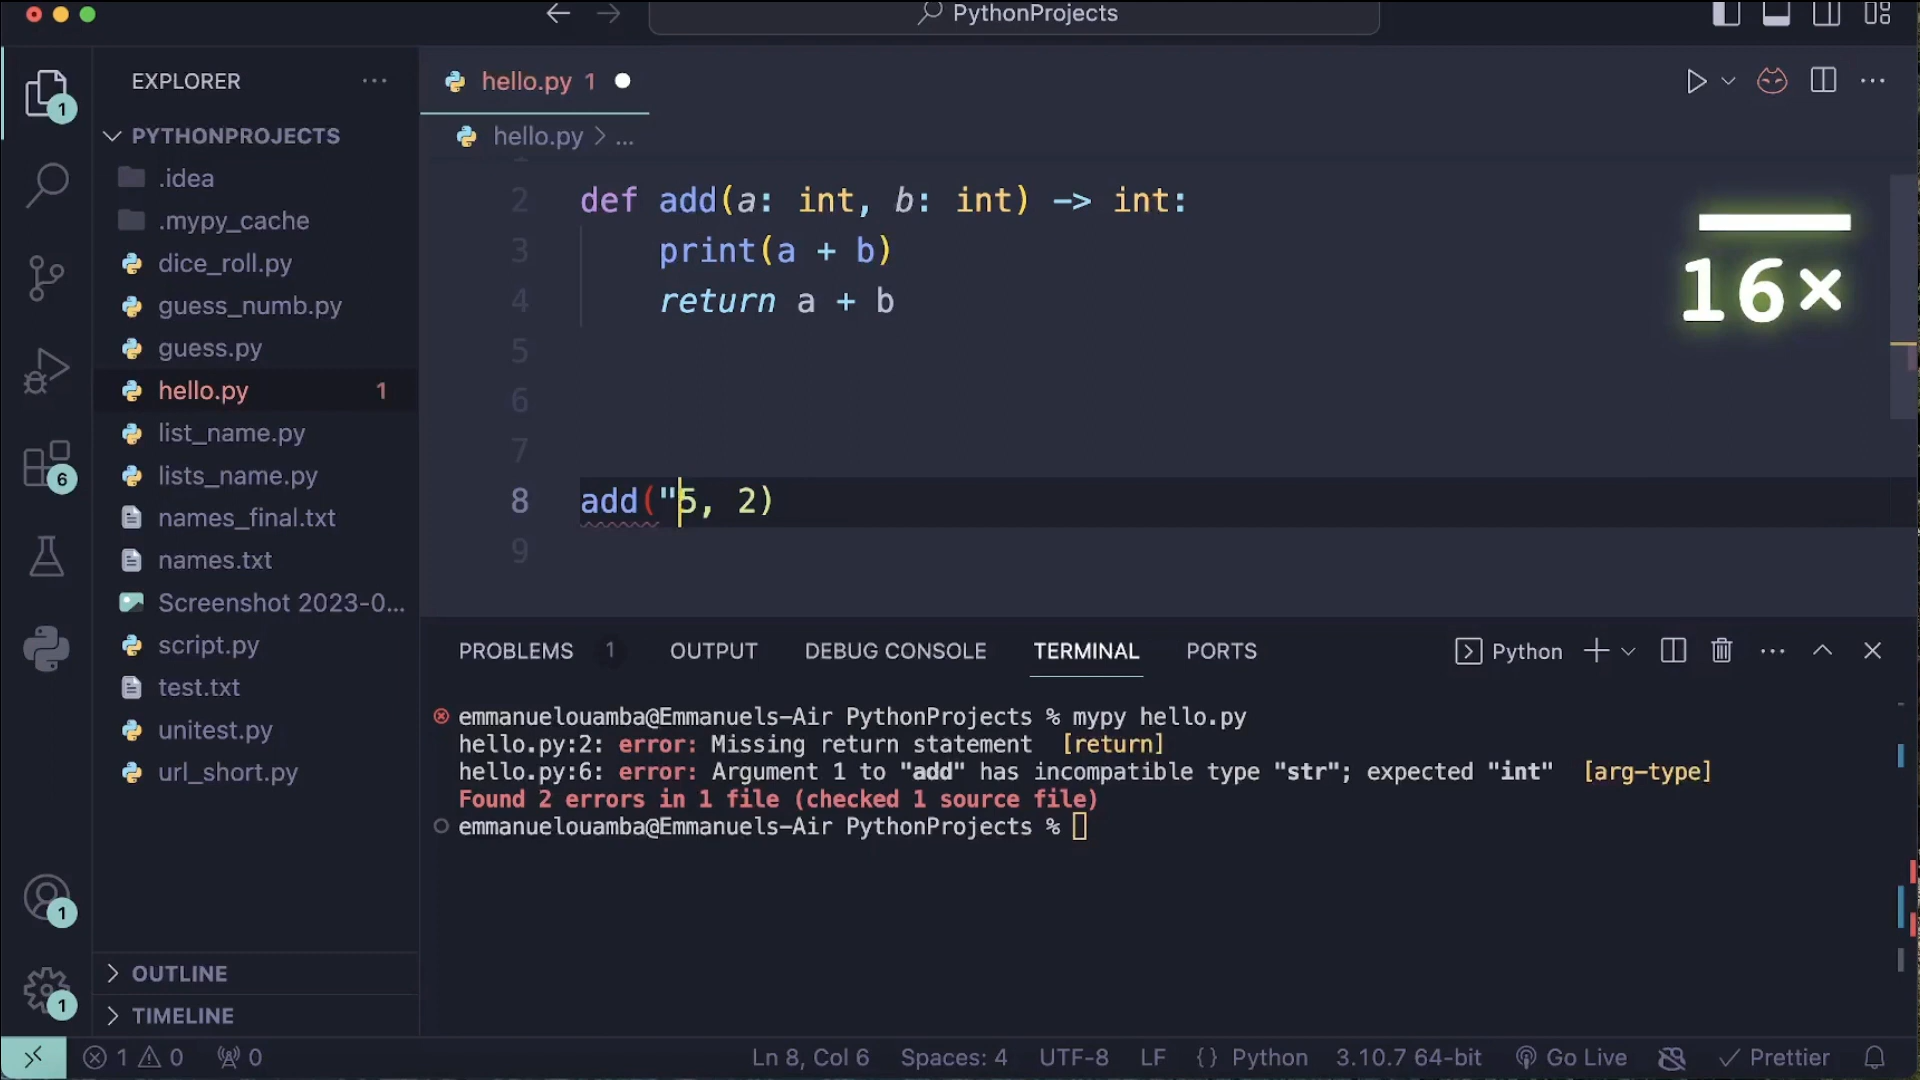 PythonProjects
EXPLORER ...
hello.py 1
PYTHONPROJECTS
hello.py > ...
.idea
.mypy_cache
dice_roll.py
guess_numb.py
guess.py
hello.py 1
list_name.py
lists_name.py
names_final.txt
names.txt
Screenshot 2023-0...
script.py
test.txt
unitest.py
url_short.py
OUTLINE
TIMELINE
1
6
1
1
2 def add(a: int, b: int) -> int:
3 print(a + b)
4 return a + b
5
6
7
8 add("5, 2)
9
16×
PROBLEMS 1 OUTPUT DEBUG CONSOLE TERMINAL PORTS Python
emmanuelouamba@Emmanuels-Air PythonProjects % mypy hello.py
hello.py:2: error: Missing return statement [return]
hello.py:6: error: Argument 1 to "add" has incompatible type "str"; expected "int" [arg-type]
Found 2 errors in 1 file (checked 1 source file)
emmanuelouamba@Emmanuels-Air PythonProjects %
1 0 0 Ln 8, Col 6 Spaces: 4 UTF-8 LF {} Python 3.10.7 64-bit Go Live Prettier